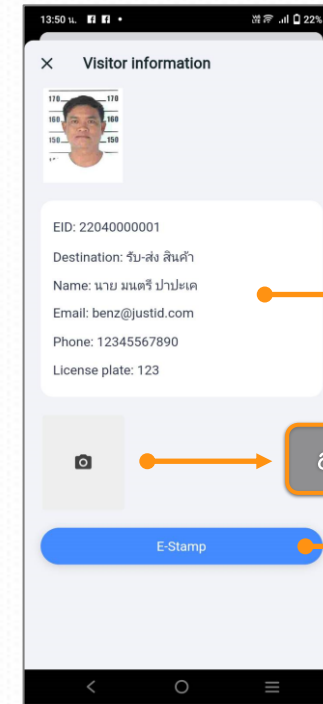 13:50 น.
22%
Visitor information
170 170
160 160
150 150
EID: 22040000001
Destination: รับ-ส่ง สินค้า
Name: นาย มนตรี ปาปะเค
Email: benz@justid.com
Phone: 12345567890
License plate: 123
E-Stamp